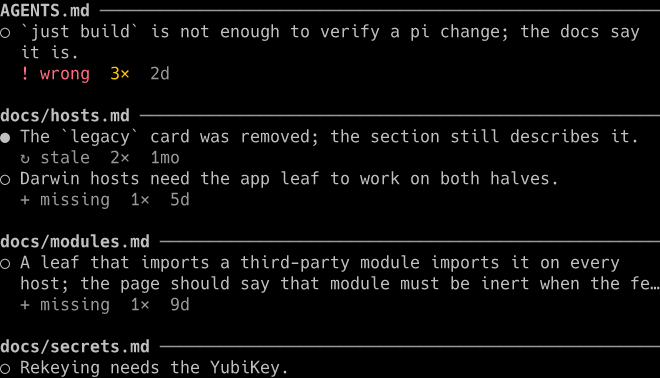 AGENTS.md
○ `just build` is not enough to verify a pi change; the docs say
it is.
! wrong  3×  2d
docs/hosts.md
● The `legacy` card was removed; the section still describes it.
↻ stale  2×  1mo
○ Darwin hosts need the app leaf to work on both halves.
+ missing  1×  5d
docs/modules.md
○ A leaf that imports a third-party module imports it on every
host; the page should say that module must be inert when the fe…
+ missing  1×  9d
docs/secrets.md
○ Rekeying needs the YubiKey.